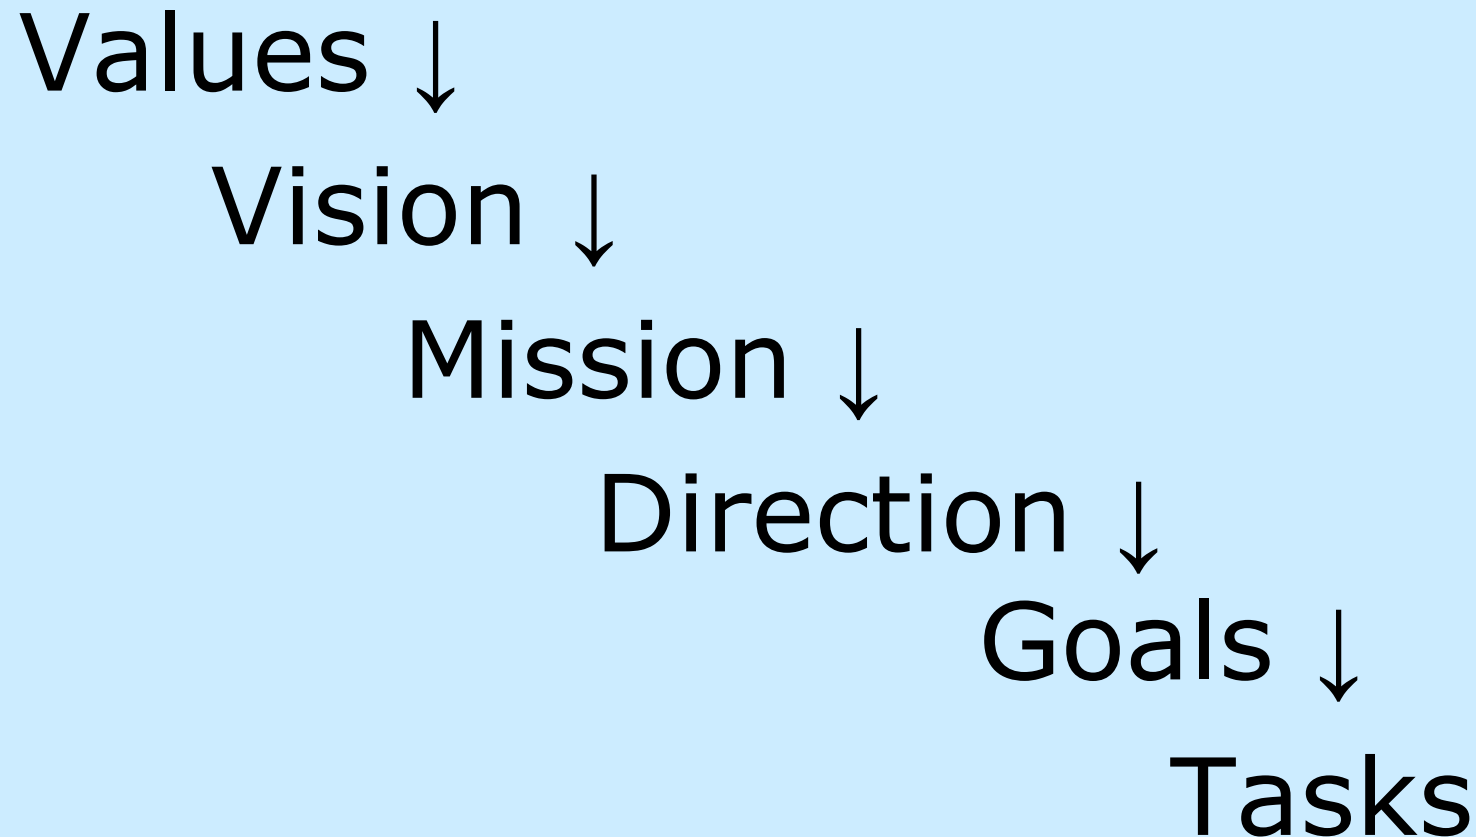 Values ↓
Vision ↓
Mission ↓
Direction ↓
Goals ↓
Tasks